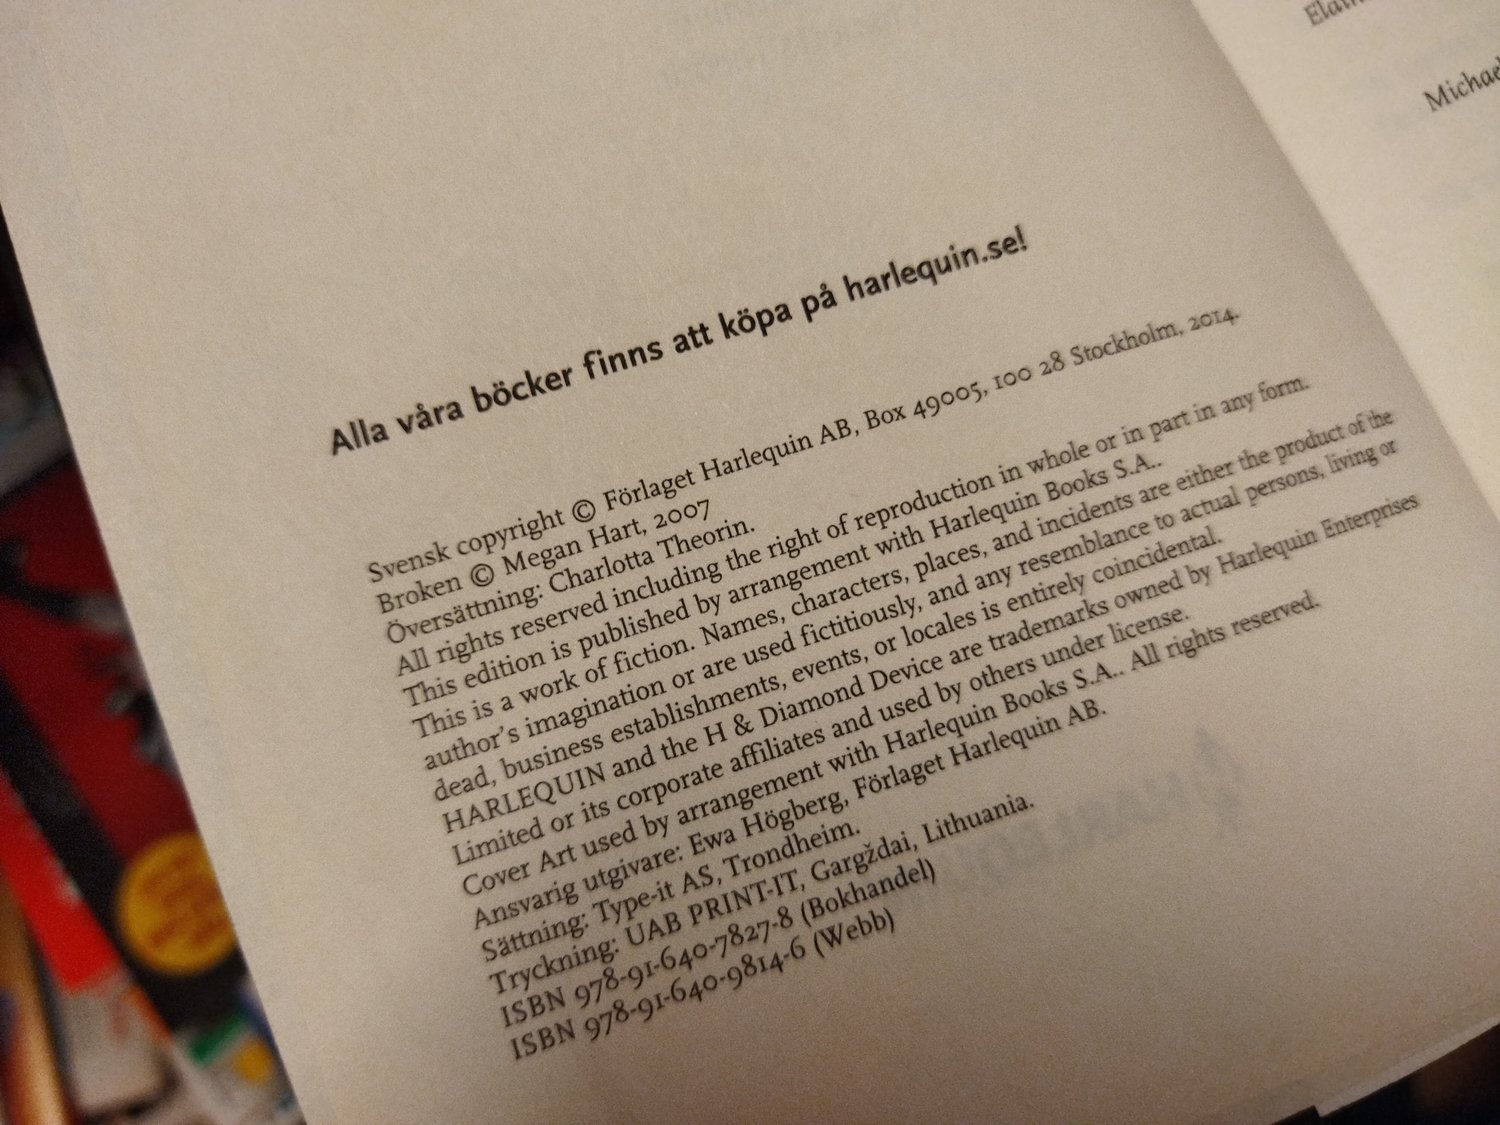 Alla våra böcker finns att köpa på harlequin.se!
Svensk copyright © Förlaget Harlequin AB, Box 49005, 100 28 Stockholm, 2014.
Broken © Megan Hart, 2007
Översättning: Charlotta Theorin.
All rights reserved including the right of reproduction in whole or in part in any form.
This edition is published by arrangement with Harlequin Books S.A..
This is a work of fiction. Names, characters, places, and incidents are either the product of the
author's imagination or are used fictitiously, and any resemblance to actual persons, living or
dead, business establishments, events, or locales is entirely coincidental.
HARLEQUIN and the H & Diamond Device are trademarks owned by Harlequin Enterprises
Limited or its corporate affiliates and used by others under license.
Cover Art used by arrangement with Harlequin Books S.A.. All rights reserved.
Ansvarig utgivare: Ewa Högberg, Förlaget Harlequin AB.
Sättning: Type-it AS, Trondheim.
Tryckning: UAB PRINT-IT, Gargždai, Lithuania.
ISBN 978-91-640-7827-8 (Bokhandel)
ISBN 978-91-640-9814-6 (Webb)